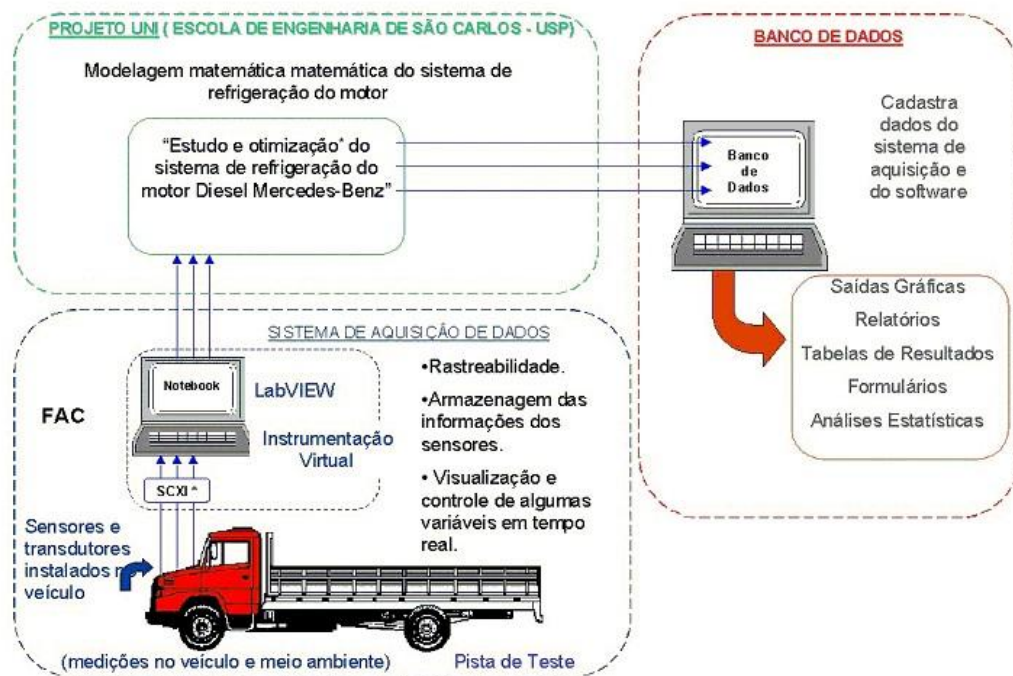 PROJETO UNI ( ESCOLA DE ENGENHARIA DE SÃO CARLOS - USP)
Modelagem matemática matemática do sistema de
refrigeração do motor
“Estudo e otimização* do
sistema de refrigeração do
motor Diesel Mercedes-Benz”
BANCO DE DADOS
Banco
de
Dados
Cadastra
dados do
sistema de
aquisição e
do software
Saídas Gráficas
Relatórios
Tabelas de Resultados
Formulários
Análises Estatísticas
SISTEMA DE AQUISIÇÃO DE DADOS
FAC
Notebook
LabVIEW
Instrumentação
Virtual
SCXI *
•Rastreabilidade.
•Armazenagem das
informações dos
sensores.
• Visualização e
controle de algumas
variáveis em tempo
real.
Sensores e
transdutores
instalados no
veículo
(medições no veículo e meio ambiente)
Pista de Teste